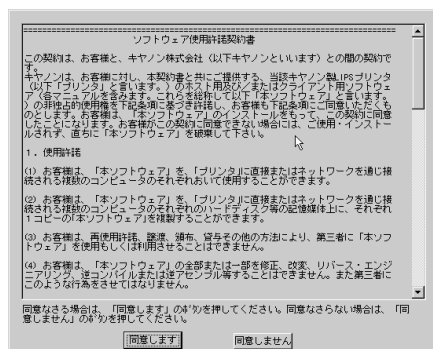 ソフトウェア使用許諾契約書
この契約は、お客様と、キヤノン株式会社（以下キヤノンといいます）との間の契約で
す。
キヤノンは、お客様に対し、本契約書と共にご提供する、当該キヤノン製LIPSプリンタ
（以下「プリンタ」と言います。）のホスト用及び/またはクライアント用ソフトウェ
ア（各マニュアルを含みます。これらを総称して以下「本ソフトウェア」と言います。
）の非独占的使用権を下記条項に基づき許諾し、お客様も下記条項にご同意いただくも
のとします。お客様は、「本ソフトウェア」のインストールをもって、この契約に同意
したことになります。お客様がこの契約に同意できない場合には、ご使用・インストー
ルされず、直ちに「本ソフトウェア」を破棄して下さい。
1．使用許諾
(1) お客様は、「本ソフトウェア」を、「プリンタ」に直接またはネットワークを通じ接
続される複数のコンピュータのそれぞれおいて使用することができます。
(2) お客様は、「プリンタ」に直接またはネットワークを通じ接
続される複数のコンピュータのそれぞれのハードディスク等の記憶媒体上に、それぞれ
1コピーの「本ソフトウェア」を複製することができます。
(3) お客様は、再使用許諾、譲渡、頒布、貸与その他の方法により、第三者に「本ソフ
トウェア」を使用もしくは利用させることはできません。
(4) お客様は、「本ソフトウェア」の全部または一部を修正、改変、リバース・エンジ
ニアリング、逆コンパイルまたは逆アセンブル等することはできません。また第三者に
このような行為をさせてはなりません。
同意なさる場合は、「同意します」のﾎﾞﾀﾝを押してください。同意なさらない場合は、「同
意しません」のﾎﾞﾀﾝを押してください。
同意します 同意しません